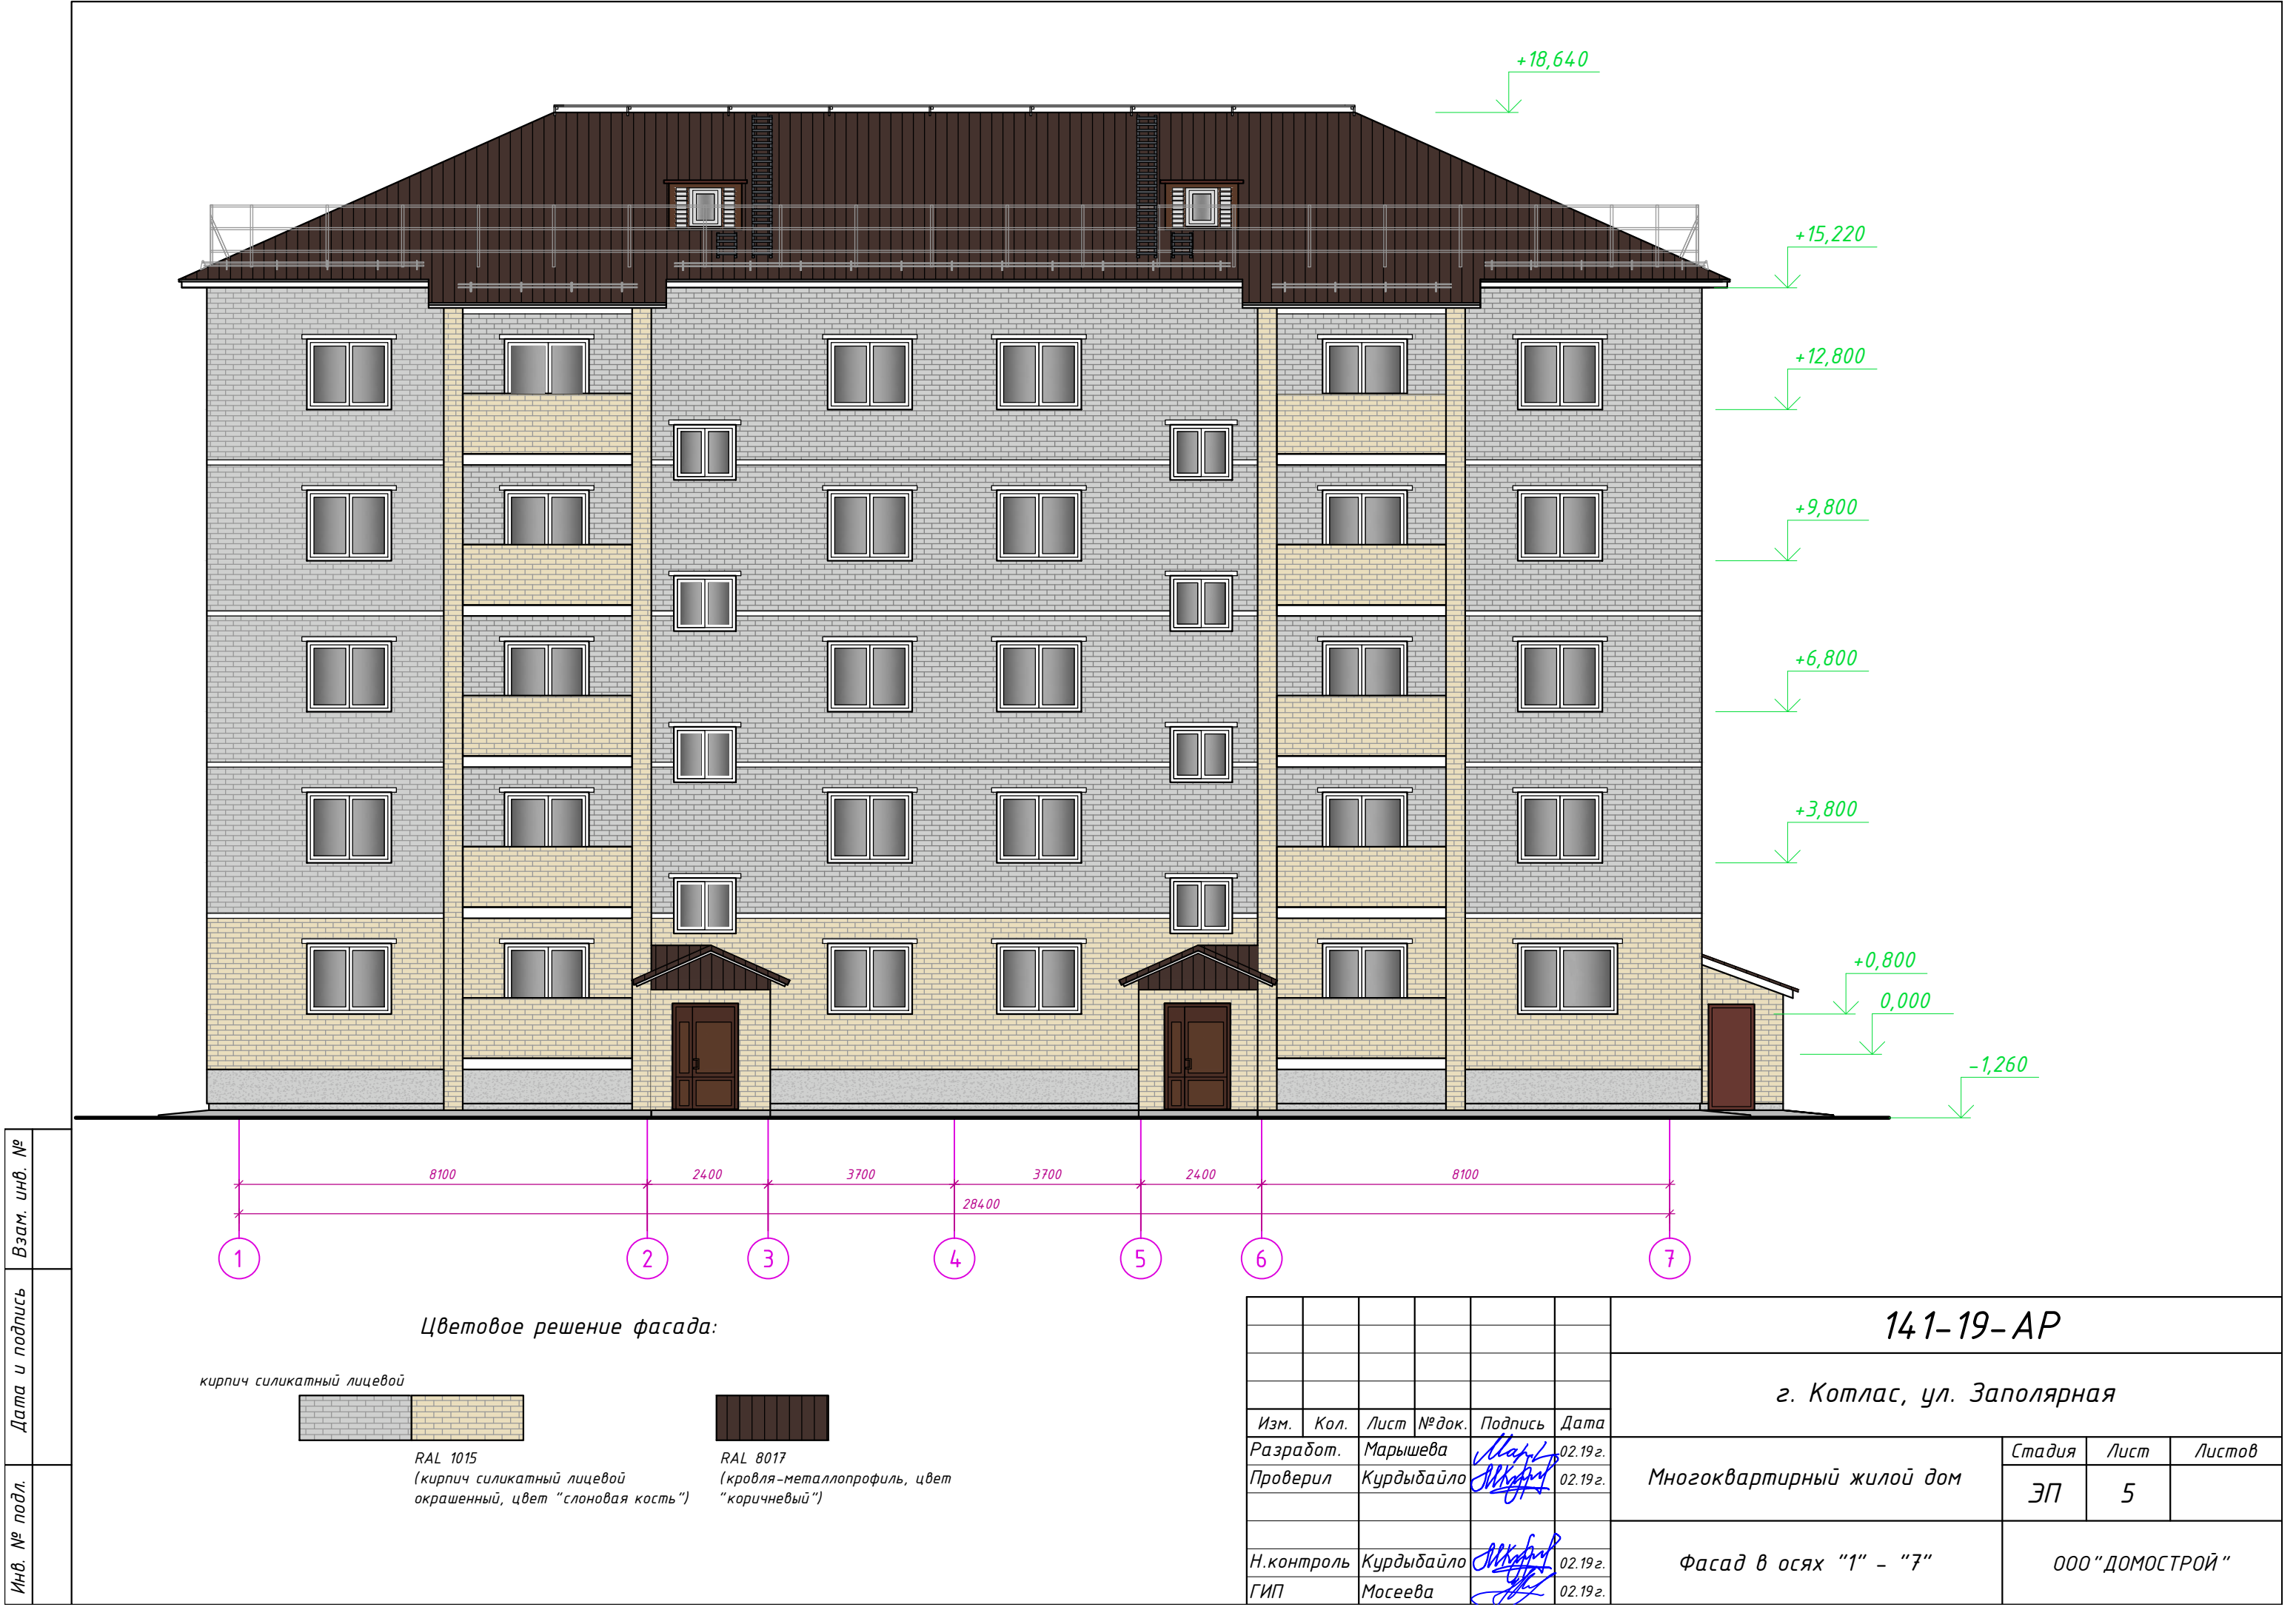 +18,640
+15,220
+12,800
+9,800
+6,800
+3,800
+0,800
0,000
-1,260
8100 2400 3700 3700 2400 8100
28400
1 2 3 4 5 6 7
Взам. инв. №
Дата и подпись
Инв. № подл.
Цветовое решение фасада:
кирпич силикатный лицевой
RAL 1015
(кирпич силикатный лицевой
окрашенный, цвет "слоновая кость")
RAL 8017
(кровля-металлопрофиль, цвет
"коричневый")
141-19-АР
г. Котлас, ул. Заполярная
Изм. Кол. Лист №док. Подпись Дата
Разработ. Марышева 02.19г.
Проверил Курдыбайло 02.19г.
Н.контроль Курдыбайло 02.19г.
ГИП Мосеева 02.19г.
Многоквартирный жилой дом
Стадия Лист Листов
ЭП 5
Фасад в осях "1" - "7"
ООО"ДОМОСТРОЙ"